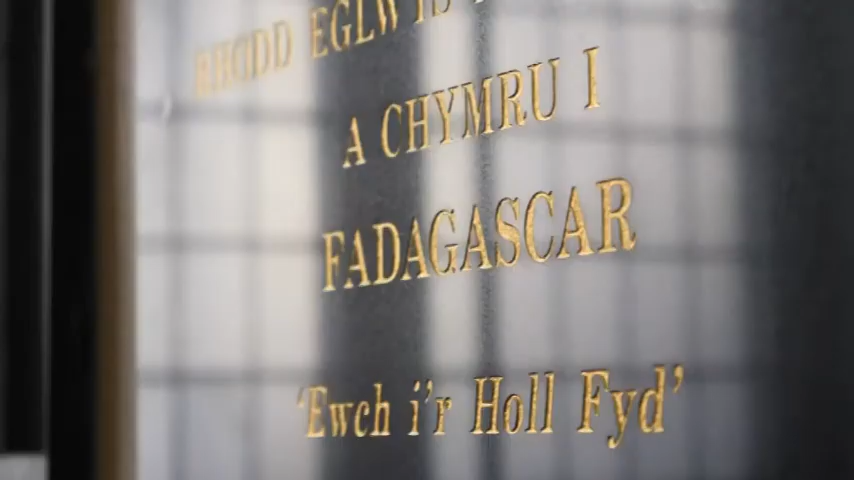 RHODD EGLWYS
A CHYMRU I
FADAGASCAR
‘Ewch i’r Holl Fyd’